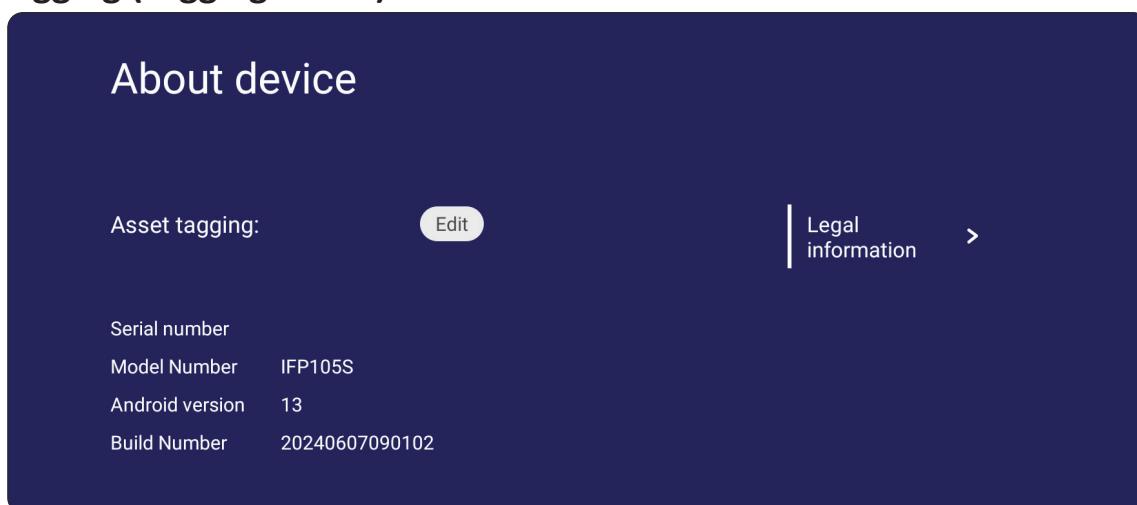 About device
Asset tagging:
Edit
Legal
information
Serial number
Model Number IFP105S
Android version 13
Build Number 20240607090102